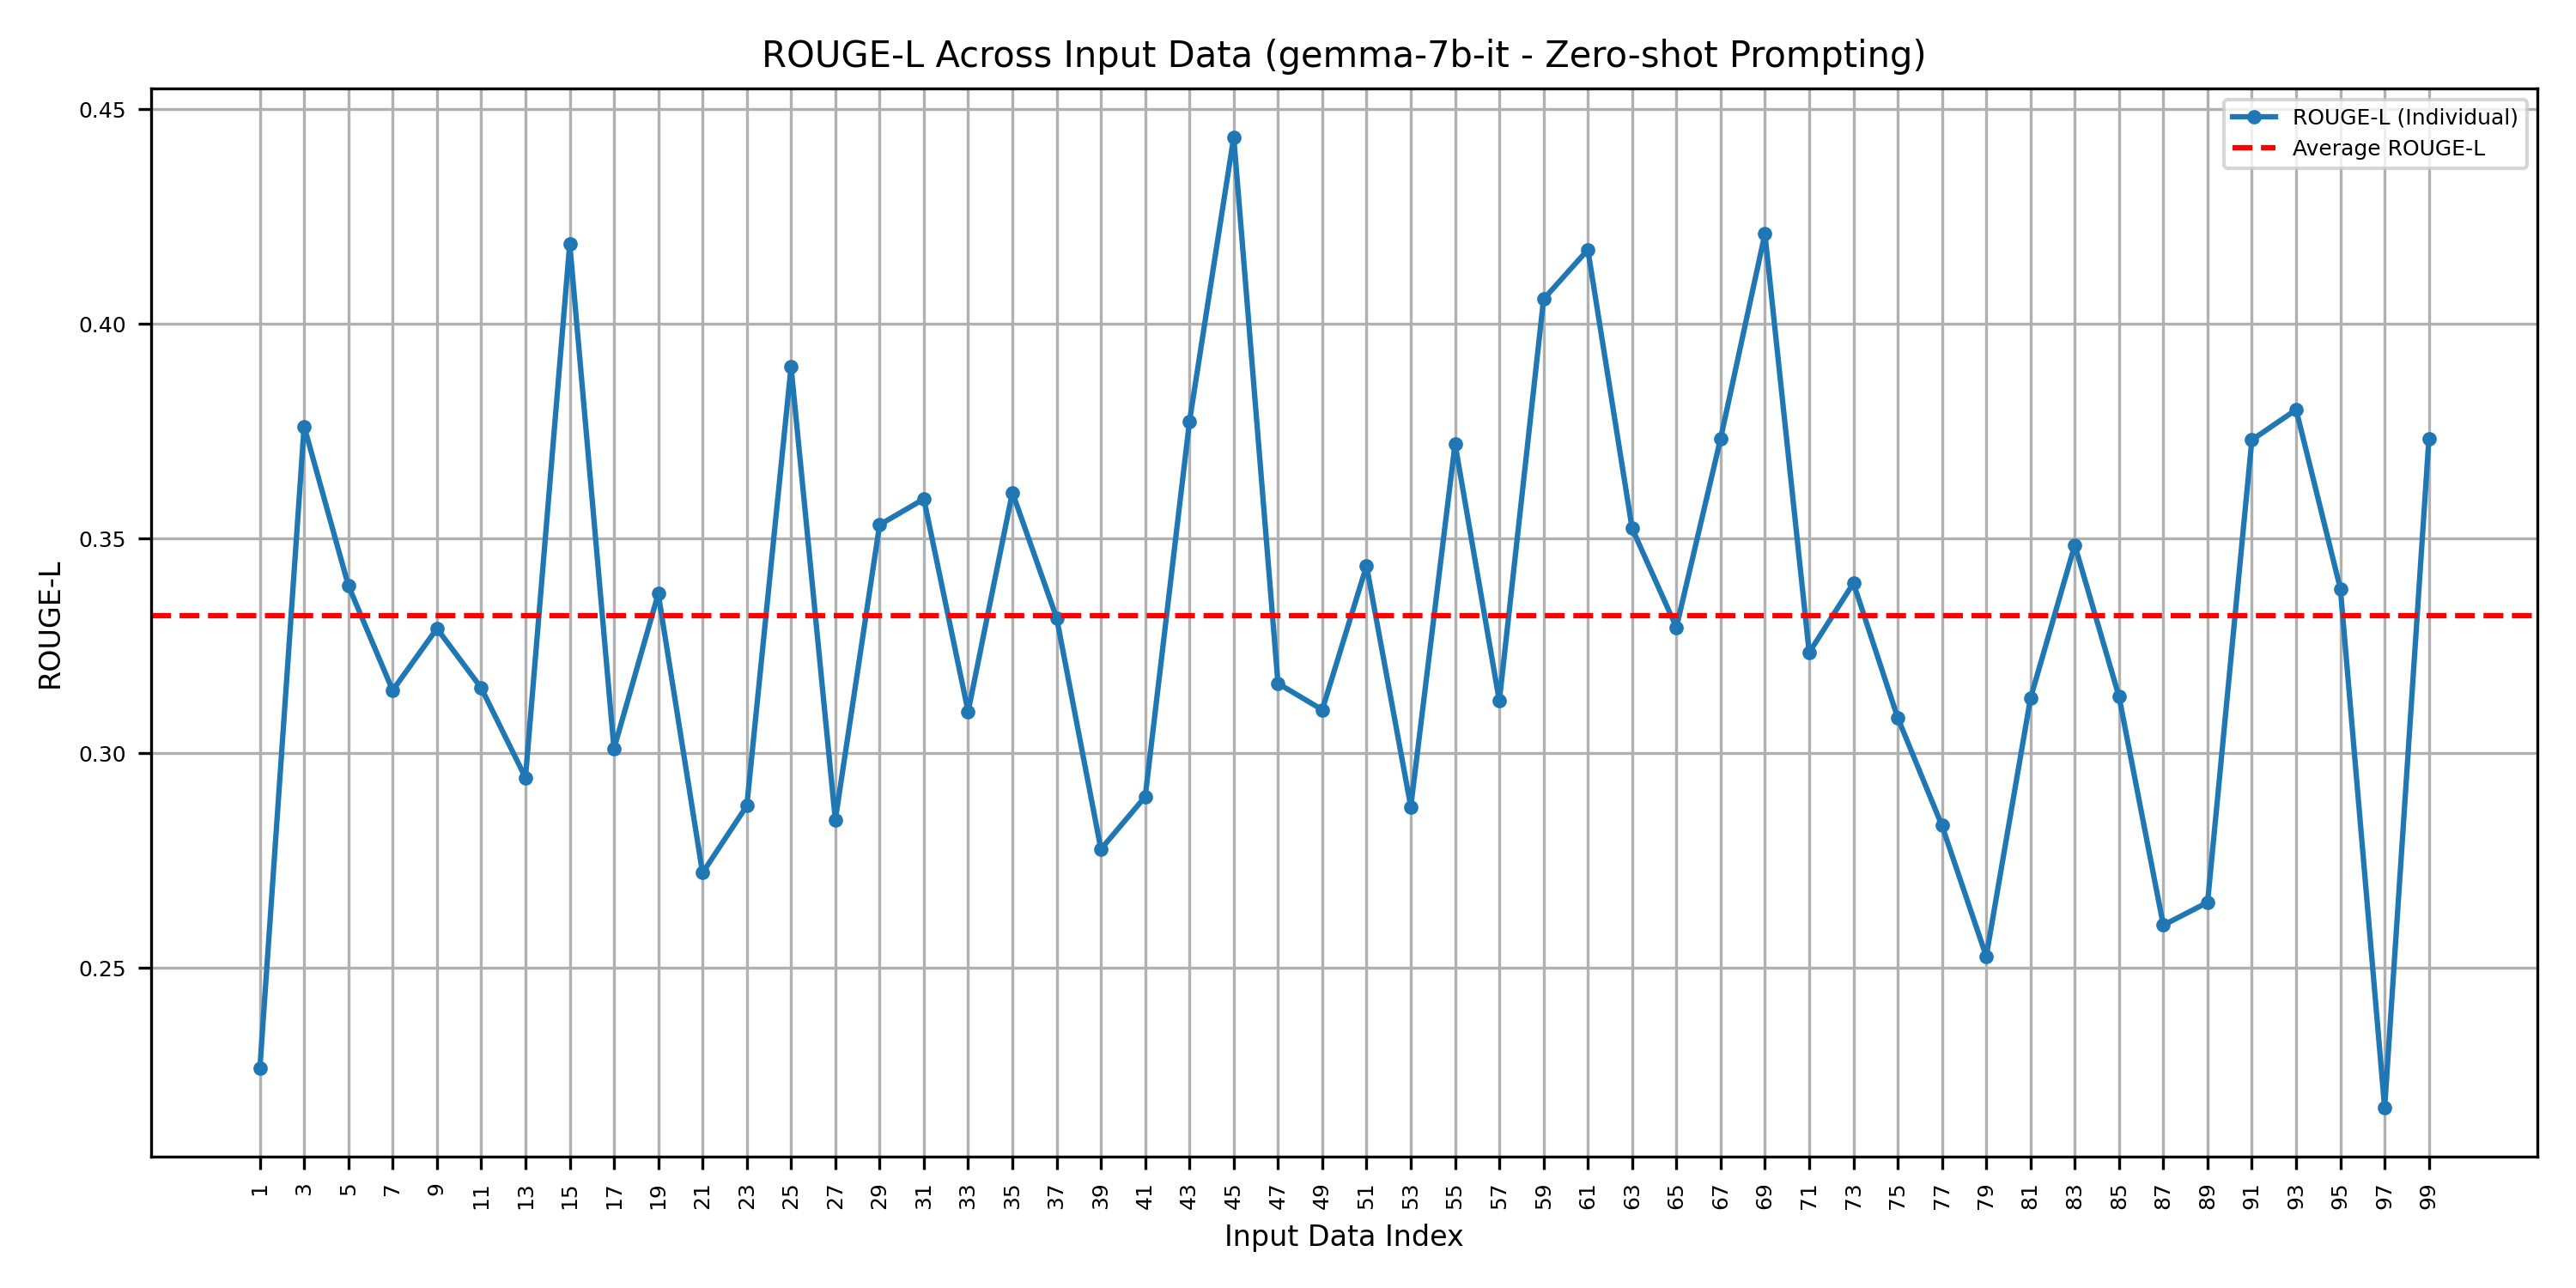 ROUGE-L Across Input Data (gemma-7b-it - Zero-shot Prompting)
ROUGE-L (Individual)
Average ROUGE-L
ROUGE-L
0.45
0.40
0.35
0.30
0.25
1 3 5 7 9 11 13 15 17 19 21 23 25 27 29 31 33 35 37 39 41 43 45 47 49 51 53 55 57 59 61 63 65 67 69 71 73 75 77 79 81 83 85 87 89 91 93 95 97 99
Input Data Index